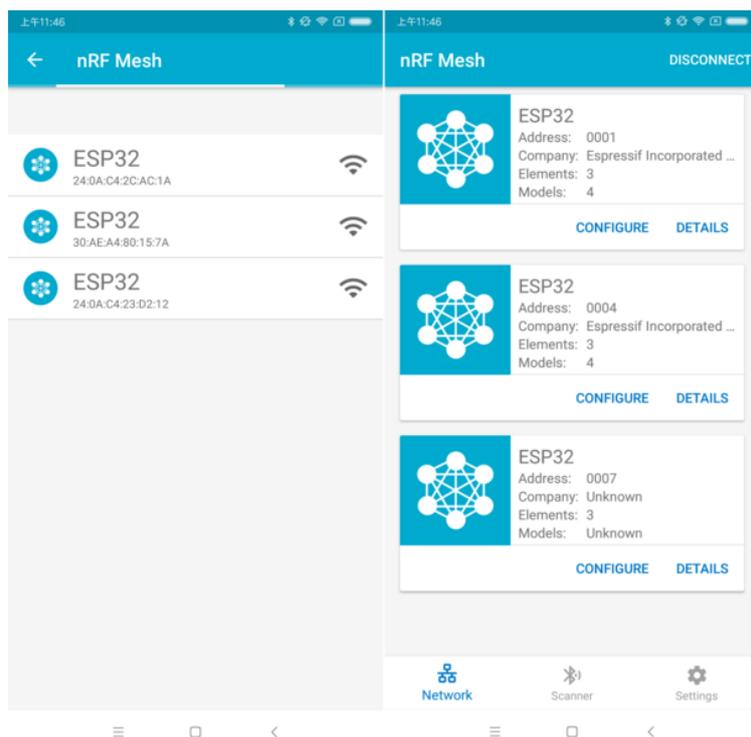 上午11:46
nRF Mesh
ESP32
24:0A:C4:2C:AC:1A
ESP32
30:AE:A4:80:15:7A
ESP32
24:0A:C4:23:D2:12
上午11:46
nRF Mesh DISCONNECT
ESP32
Address: 0001
Company: Espressif Incorporated ...
Elements: 3
Models: 4
CONFIGURE DETAILS
ESP32
Address: 0004
Company: Espressif Incorporated ...
Elements: 3
Models: 4
CONFIGURE DETAILS
ESP32
Address: 0007
Company: Unknown
Elements: 3
Models: Unknown
CONFIGURE DETAILS
Network Scanner Settings